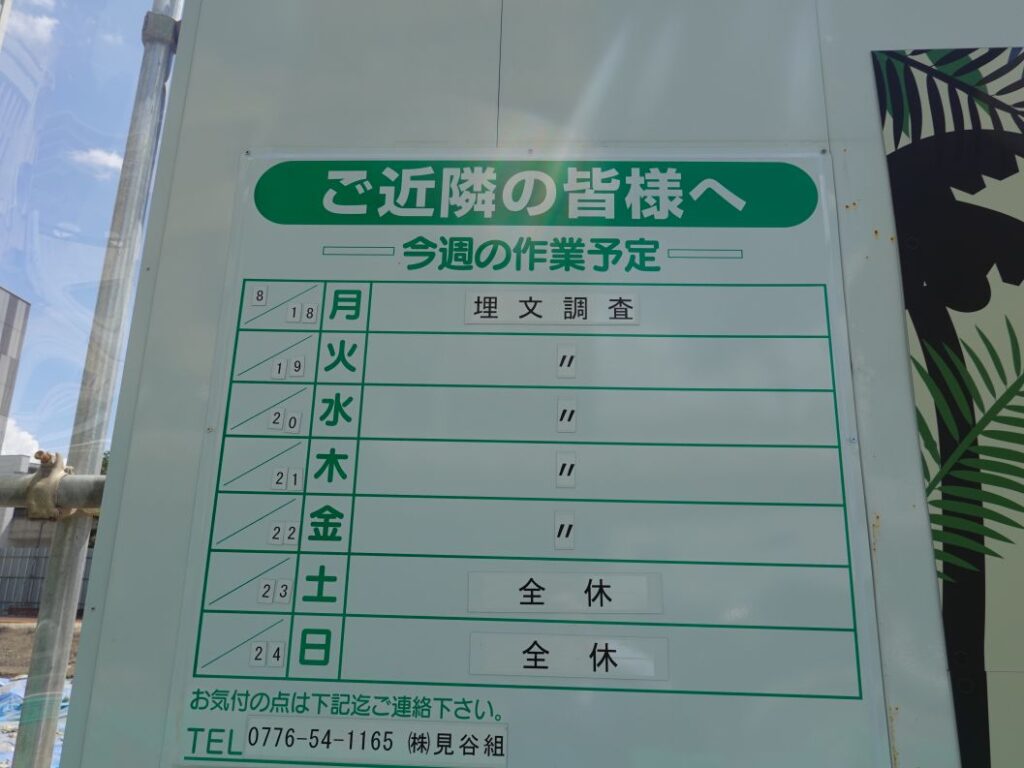 ご近隣の皆様へ
今週の作業予定
8/18 月 埋文調査
/19 火 〃
/20 水 〃
/21 木 〃
/22 金 〃
/23 土 全休
/24 日 全休
お気付の点は下記迄ご連絡下さい。
TEL 0776-54-1165 ㈱見谷組